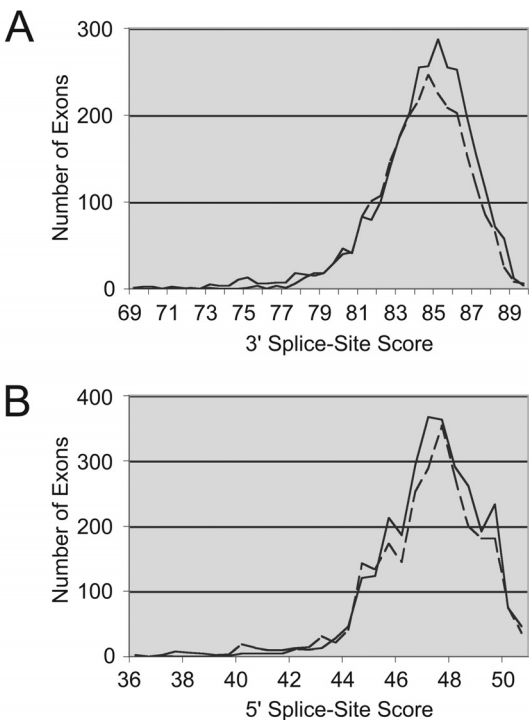 A
Number of Exons
300
200
100
0
69 71 73 75 77 79 81 83 85 87 89
3' Splice-Site Score
B
Number of Exons
400
300
200
100
0
36 38 40 42 44 46 48 50
5' Splice-Site Score